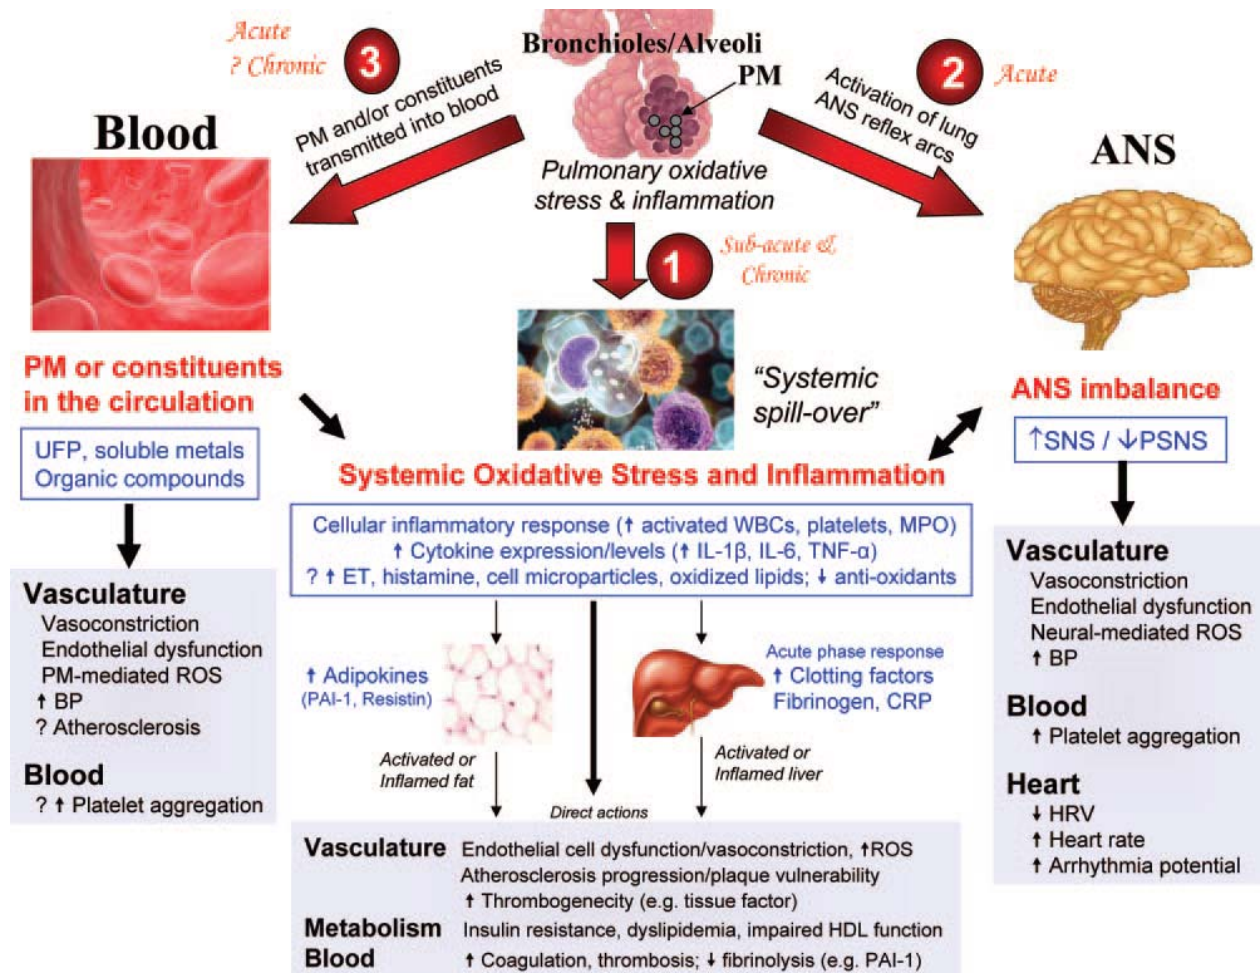 Acute
? Chronic
3
PM and/or constituents
transmitted into blood
Bronchioles/Alveoli
PM
Pulmonary oxidative
stress & inflammation
2
Acute
Activation of lung
ANS reflex arcs
Blood
ANS
1
Sub-acute &
Chronic
"Systemic
spill-over"
PM or constituents
in the circulation
UFP, soluble metals
Organic compounds
Vasculature
Vasoconstriction
Endothelial dysfunction
PM-mediated ROS
↑ BP
? Atherosclerosis
Blood
? ↑ Platelet aggregation
Systemic Oxidative Stress and Inflammation
Cellular inflammatory response (↑ activated WBCs, platelets, MPO)
↑ Cytokine expression/levels (↑ IL-1β, IL-6, TNF-α)
? ↑ ET, histamine, cell microparticles, oxidized lipids; ↓ anti-oxidants
↑ Adipokines
(PAI-1, Resistin)
Activated or
Inflamed fat
Acute phase response
↑ Clotting factors
Fibrinogen, CRP
Activated or
Inflamed liver
Direct actions
Vasculature Endothelial cell dysfunction/vasoconstriction, ↑ROS
Atherosclerosis progression/plaque vulnerability
↑ Thrombogenecity (e.g. tissue factor)
Metabolism Insulin resistance, dyslipidemia, impaired HDL function
Blood ↑ Coagulation, thrombosis; ↓ fibrinolysis (e.g. PAI-1)
ANS imbalance
↑SNS / ↓PSNS
Vasculature
Vasoconstriction
Endothelial dysfunction
Neural-mediated ROS
↑ BP
Blood
↑ Platelet aggregation
Heart
↓ HRV
↑ Heart rate
↑ Arrhythmia potential